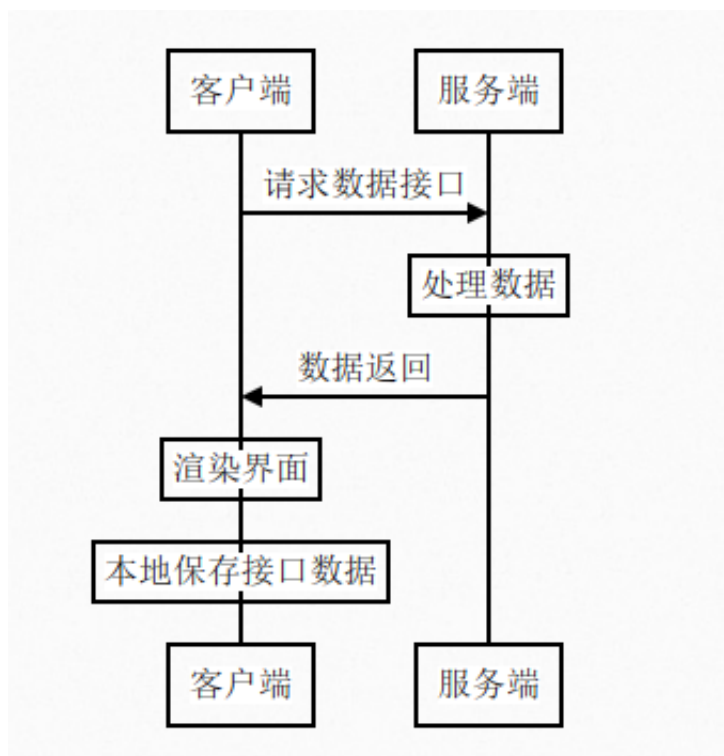 客户端
服务端
请求数据接口
处理数据
数据返回
渲染界面
本地保存接口数据
客户端
服务端